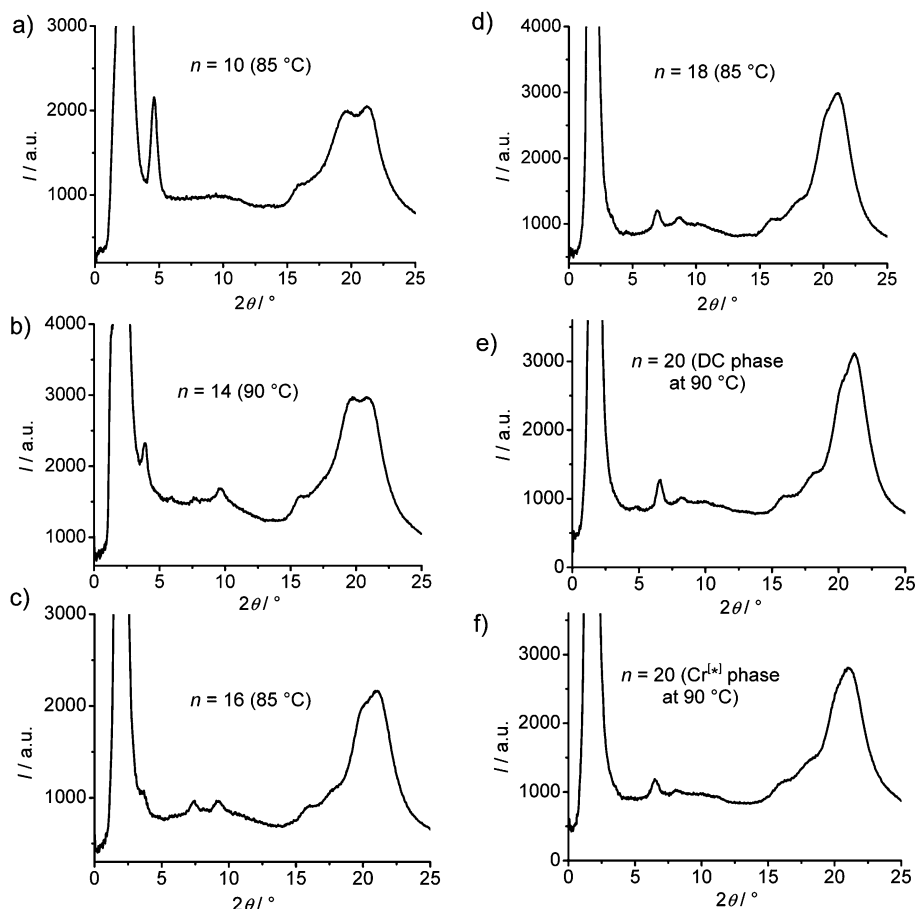 a)
3000
2000
1000
I / a.u.
n = 10 (85 °C)
0 5 10 15 20 25
2θ / °
b)
4000
3000
2000
1000
I / a.u.
n = 14 (90 °C)
0 5 10 15 20 25
2θ / °
c)
3000
2000
1000
I / a.u.
n = 16 (85 °C)
0 5 10 15 20 25
2θ / °
d)
4000
3000
2000
1000
I / a.u.
n = 18 (85 °C)
0 5 10 15 20 25
2θ / °
e)
3000
2000
1000
0
I / a.u.
n = 20 (DC phase
at 90 °C)
0 5 10 15 20 25
2θ / °
f)
3000
2000
1000
0
I / a.u.
n = 20 (Cr[*] phase
at 90 °C)
0 5 10 15 20 25
2θ / °